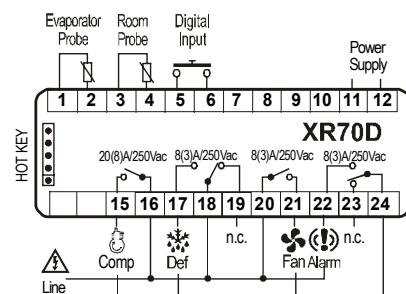 Evaporator Probe
Room Probe
Digital Input
Power Supply
1 2 3 4 5 6 7 8 9 10 11 12
XR70D
HOT KEY
20(8)A/250Vac 8(3)A/250Vac 8(3)A/250Vac 8(3)A/250Vac
15 16 17 18 19 20 21 22 23 24
Comp Def n.c. Fan Alarm n.c.
Line